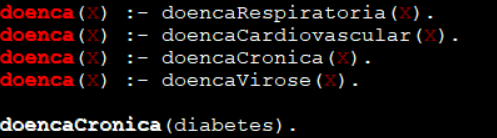 doenca(X) :- doencaRespiratoria(X).
doenca(X) :- doencaCardiovascular(X).
doenca(X) :- doencaCronica(X).
doenca(X) :- doencaVirose(X).
doencaCronica(diabetes).